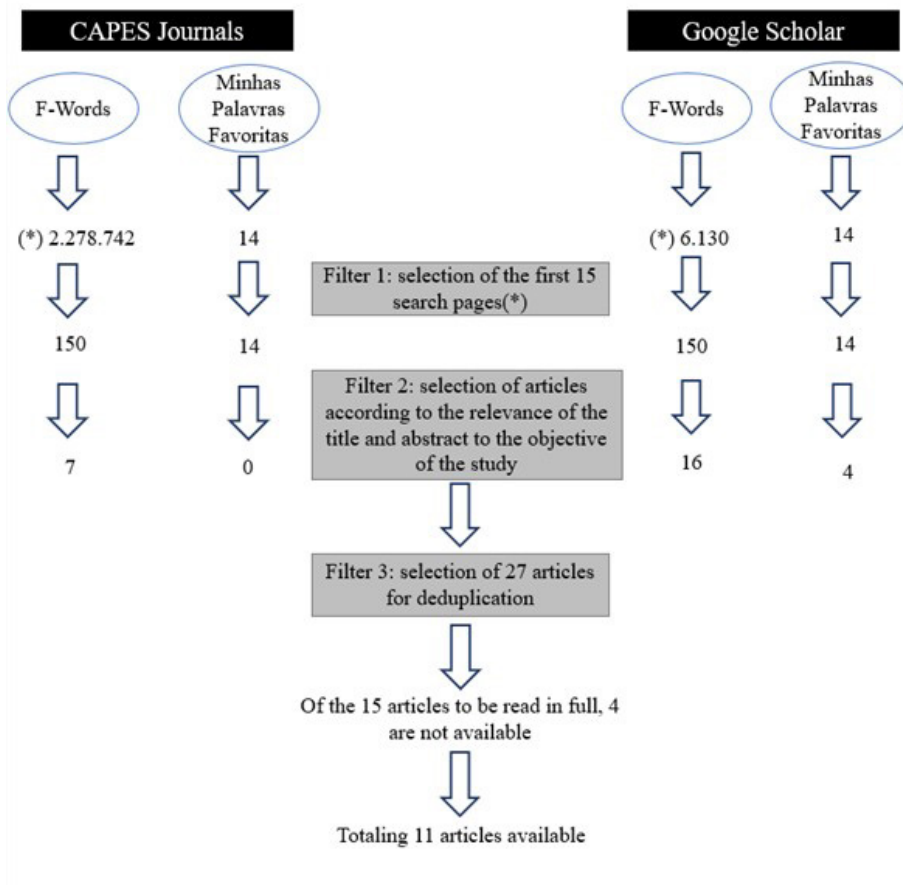 CAPES Journals
Google Scholar
F-Words
Minhas
Palavras
Favoritas
F-Words
Minhas
Palavras
Favoritas
(*) 2.278.742
14
(*) 6.130
14
Filter 1: selection of the first 15
search pages(*)
150
14
150
14
Filter 2: selection of articles
according to the relevance of the
title and abstract to the objective
of the study
7
0
16
4
Filter 3: selection of 27 articles
for deduplication
Of the 15 articles to be read in full, 4
are not available
Totaling 11 articles available